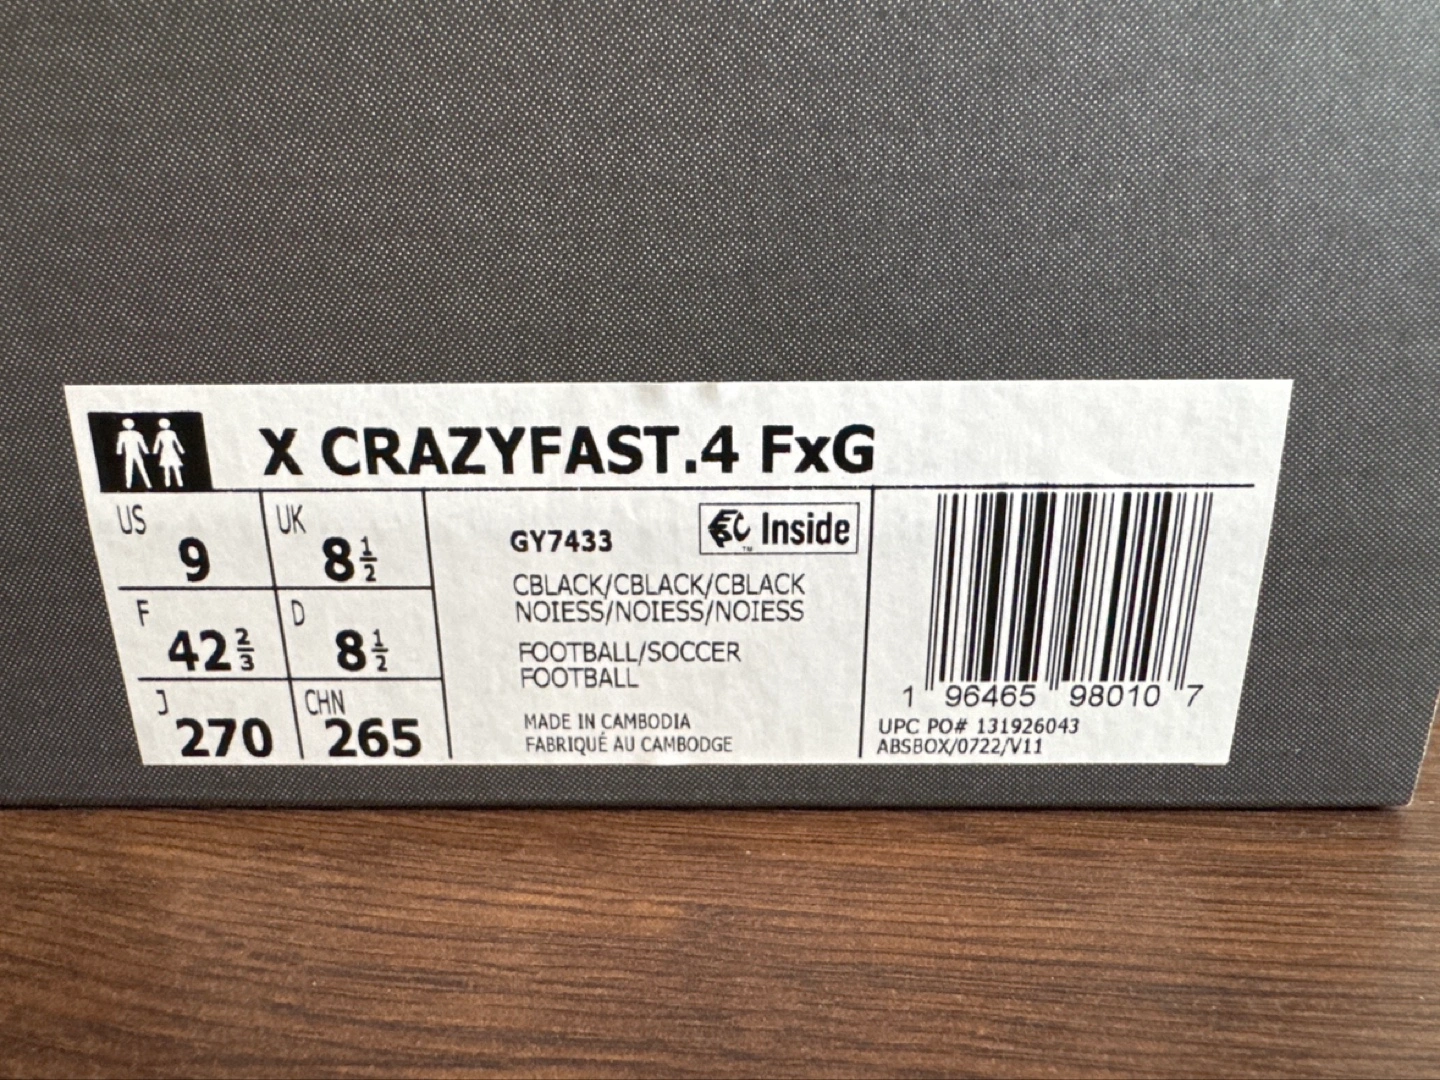 X CRAZYFAST.4 FxG
US 9 UK 8½
F 42⅔ D 8½
J 270 CHN 265
GY7433
Inside
™
CBLACK/CBLACK/CBLACK
NOIESS/NOIESS/NOIESS
FOOTBALL/SOCCER
FOOTBALL
MADE IN CAMBODIA
FABRIQUÉ AU CAMBODGE
1 96465 98010 7
UPC PO# 131926043
ABSBOX/0722/V11